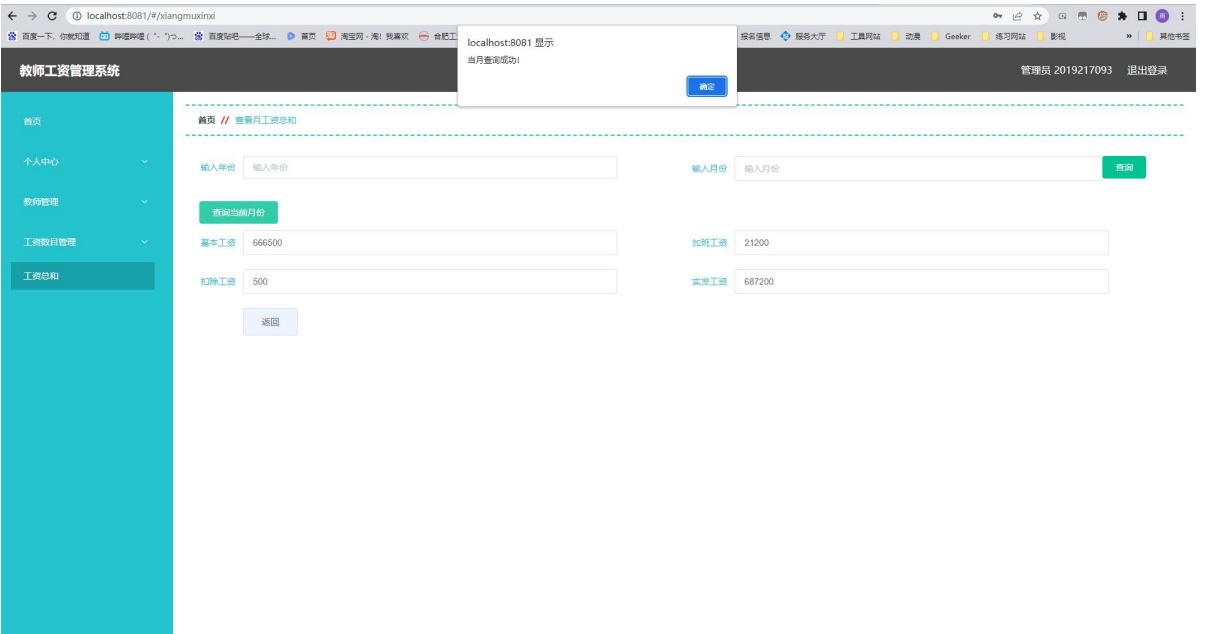 localhost:8081/#/xiangmuxinxi
百度一下，你就知道 哔哩哔哩 ( ゜- ゜)つ... 百度贴吧——全球... 首页 淘宝网 - 淘！我喜欢 合肥工 报名信息 服务大厅 工具网站 动漫 Geeker 练习网站 影视 » 其他书签
localhost:8081 显示
当月查询成功!
确定
教师工资管理系统
管理员 2019217093 退出登录
首页
个人中心
教师管理
工资数目管理
工资总和
首页 // 查看月工资总和
输入年份 输入年份 输入月份 输入月份 查询
查询当前月份
基本工资 666500 加班工资 21200
扣除工资 500 实发工资 687200
返回